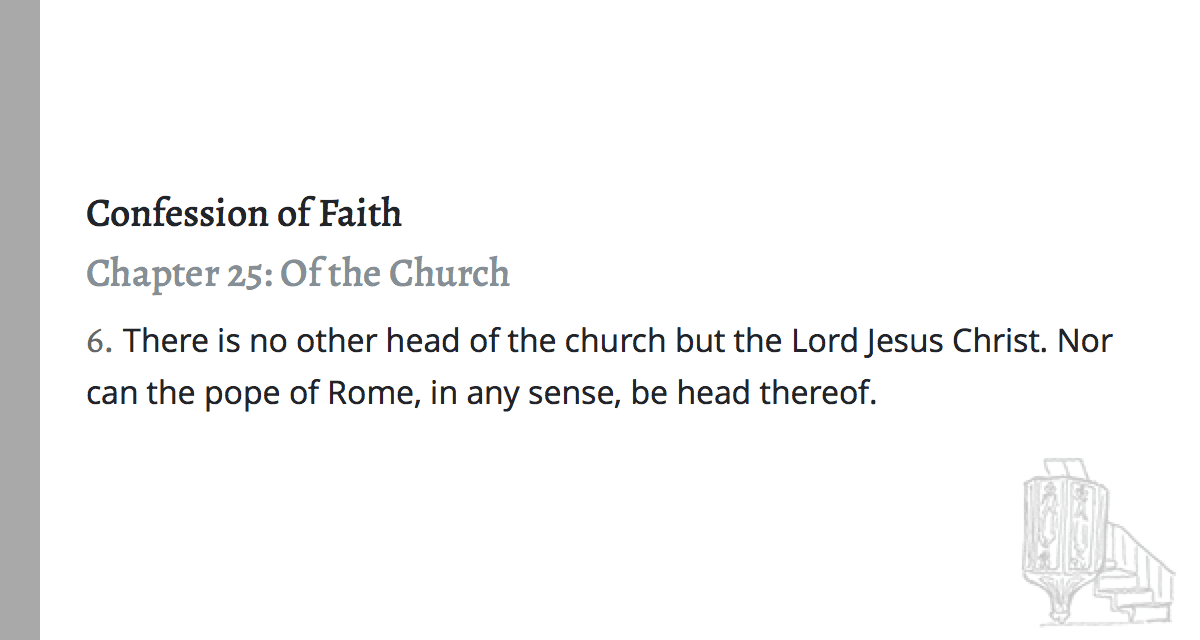 Confession of Faith
Chapter 25: Of the Church
6. There is no other head of the church but the Lord Jesus Christ. Nor
can the pope of Rome, in any sense, be head thereof.